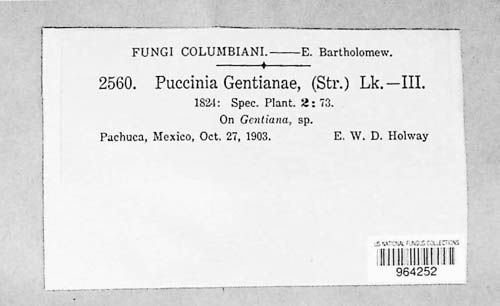 FUNGI COLUMBIANI.——E. Bartholomew.
2560. Puccinia Gentianae, (Str.) Lk.—III.
1824: Spec. Plant. 2: 73.
On Gentiana, sp.
Pachuca, Mexico, Oct. 27, 1903. E. W. D. Holway
US NATIONAL FUNGUS COLLECTIONS
964252